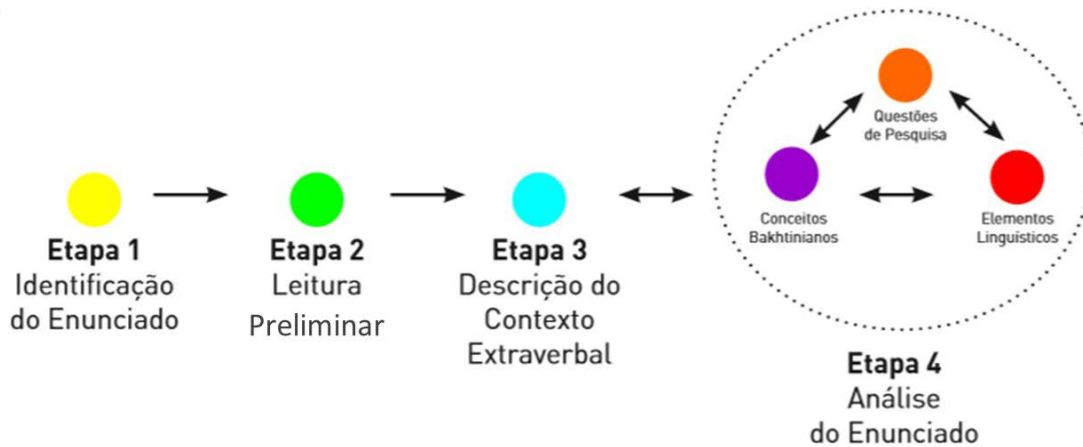 Etapa 1
Identificação
do Enunciado
Etapa 2
Leitura
Preliminar
Etapa 3
Descrição do
Contexto
Extraverbal
Questões
de Pesquisa
Conceitos
Bakhtinianos
Elementos
Linguísticos
Etapa 4
Análise
do Enunciado